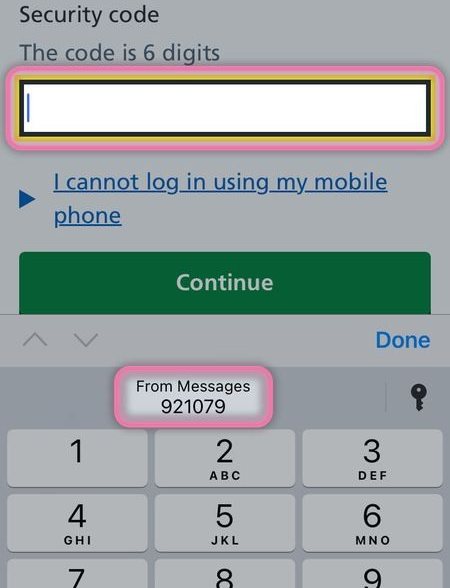 Security code
The code is 6 digits
I cannot log in using my mobile
phone
Continue
Done
From Messages
921079
1
2
ABC
3
DEF
4
GHI
5
JKL
6
MNO
7
8
9